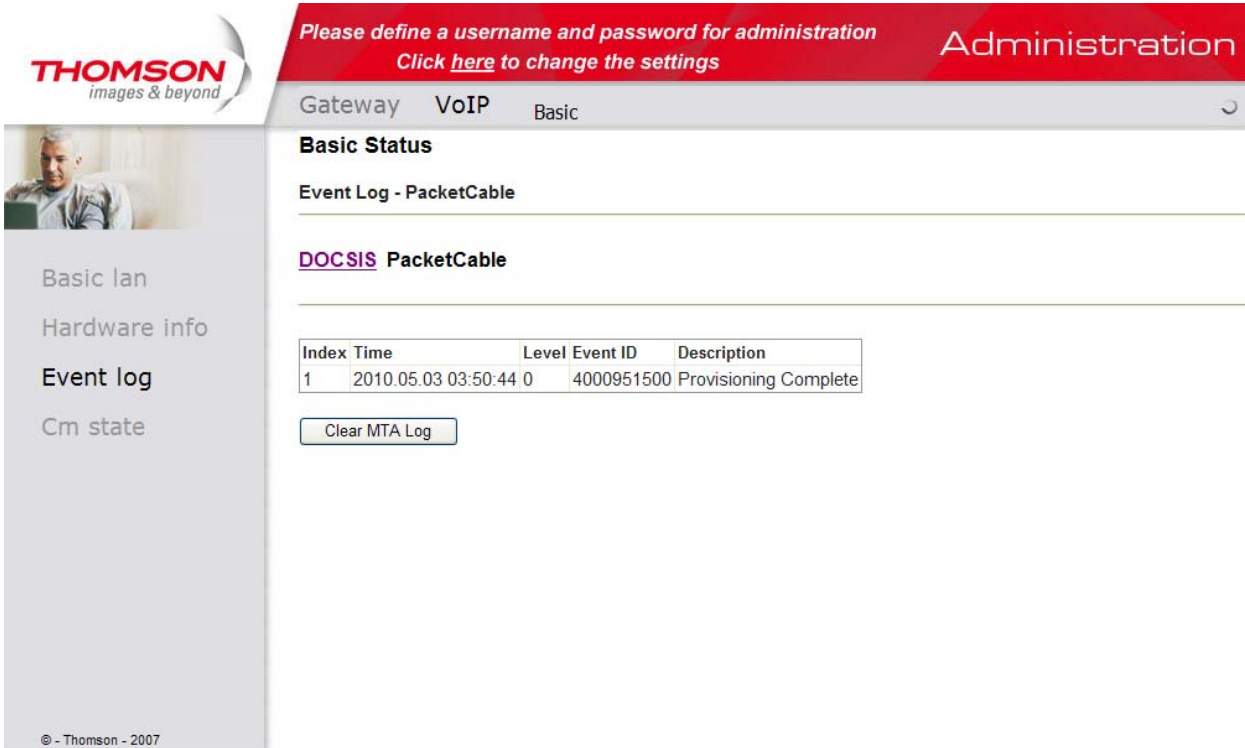 THOMSON
images & beyond
Please define a username and password for administration
Click here to change the settings
Administration
Gateway VoIP Basic
Basic Status
Event Log - PacketCable
DOCSIS PacketCable
Basic lan
Hardware info
Event log
Cm state
Index Time Level Event ID Description
1 2010.05.03 03:50:44 0 4000951500 Provisioning Complete
Clear MTA Log
© - Thomson - 2007